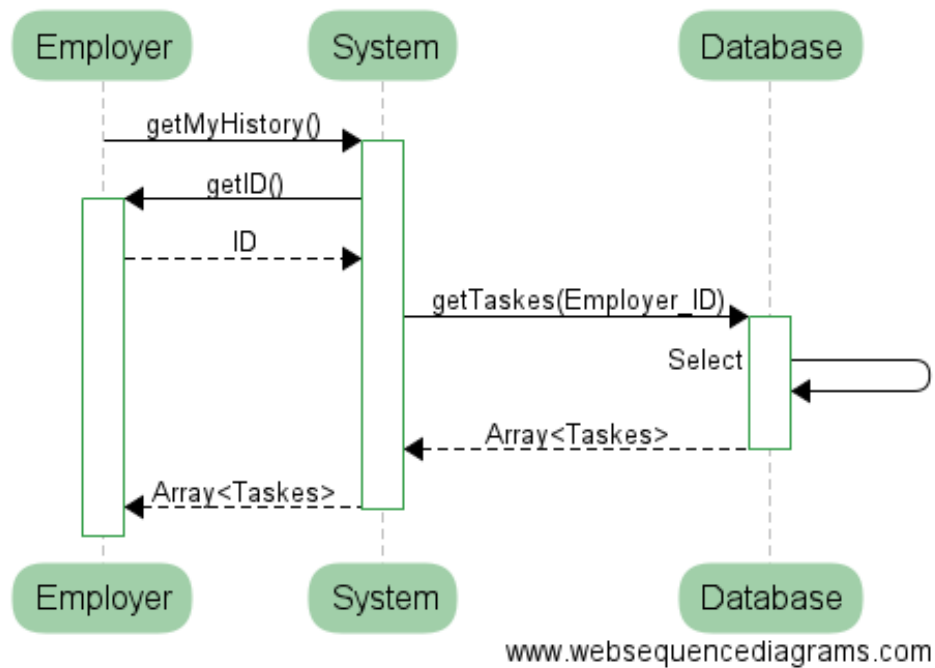 Employer
System
Database
getMyHistory()
getID()
ID
getTaskes(Employer_ID)
Select
Array<Taskes>
Array<Taskes>
Employer
System
Database
www.websequencediagrams.com